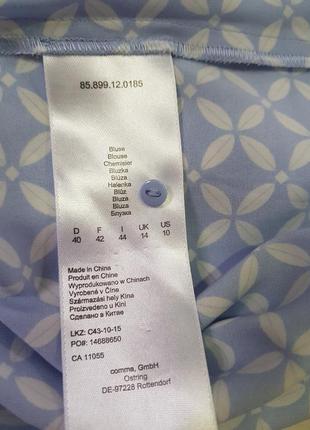 85.899.12.0185
Bluse
Blouse
Chemisier
Bluzka
Blúza
Halenka
Blůz
Bluza
Bluza
Блузка
D F I UK US
40 42 44 14 10
Made in China
Produit en Chine
Wyprodukowano w Chinach
Vyrobené v Číne
Származási hely Kína
Proizvedeno u Kini
Сделано в Китае
LKZ: C43-10-15
PO#: 14688650
CA 11055
comma, GmbH
Ostring
DE-97228 Rottendorf